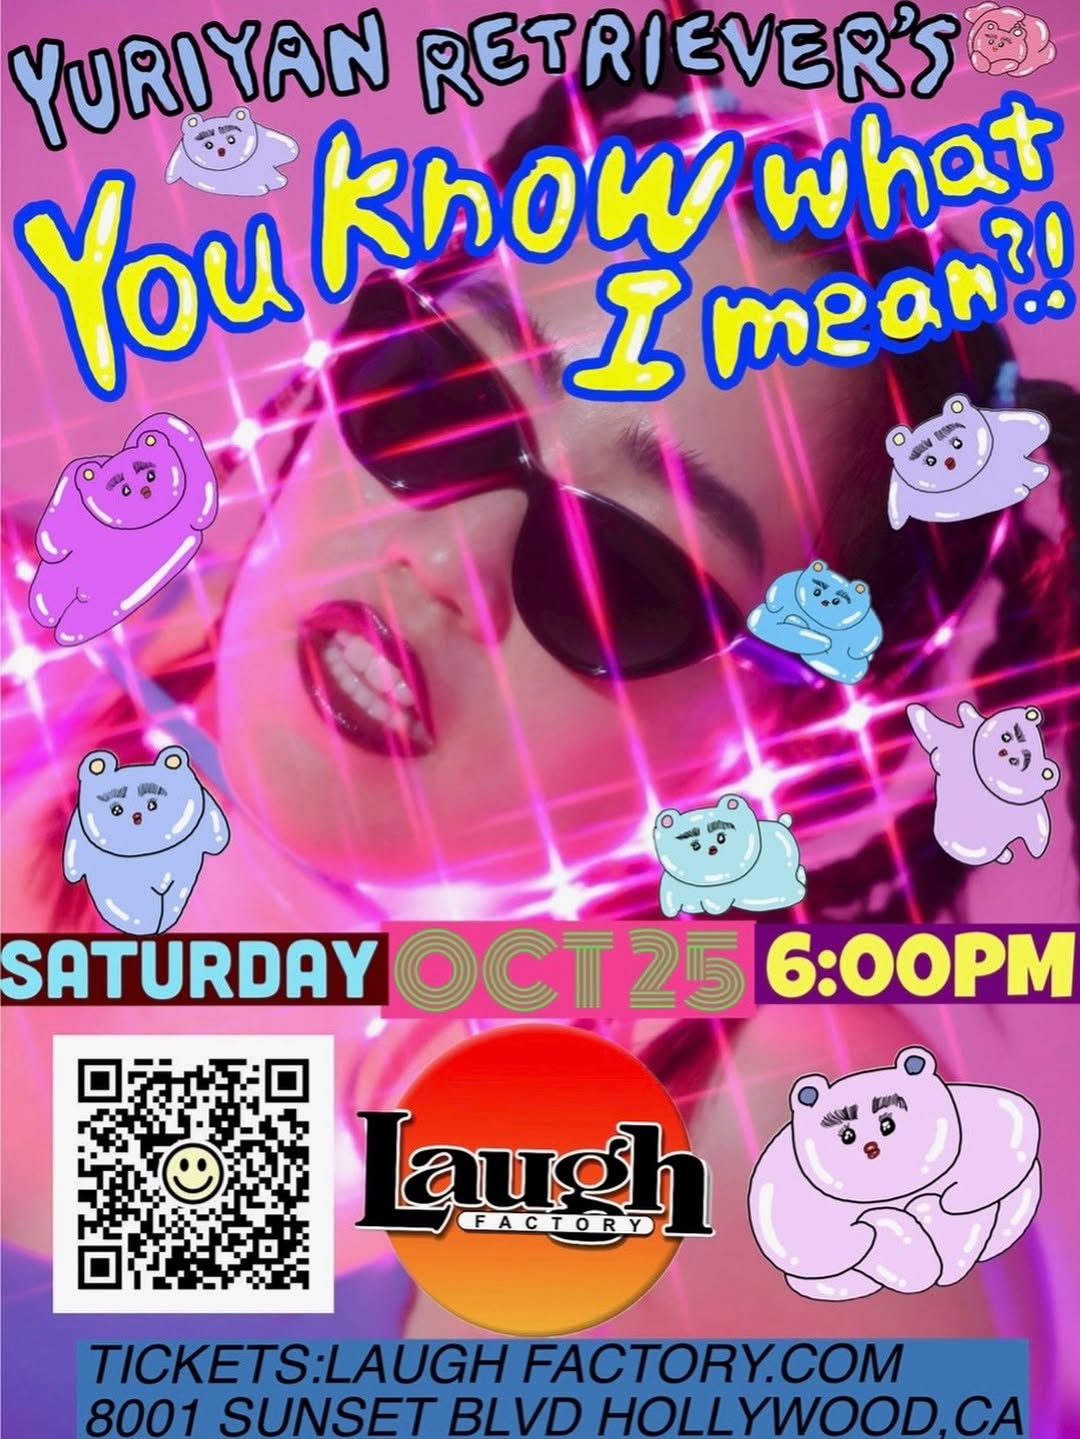 YURIYAN RETRIEVER'S
You know what
I mean?!
SATURDAY OCT 25 6:00PM
Laugh
FACTORY
TICKETS:LAUGH FACTORY.COM
8001 SUNSET BLVD HOLLYWOOD,CA